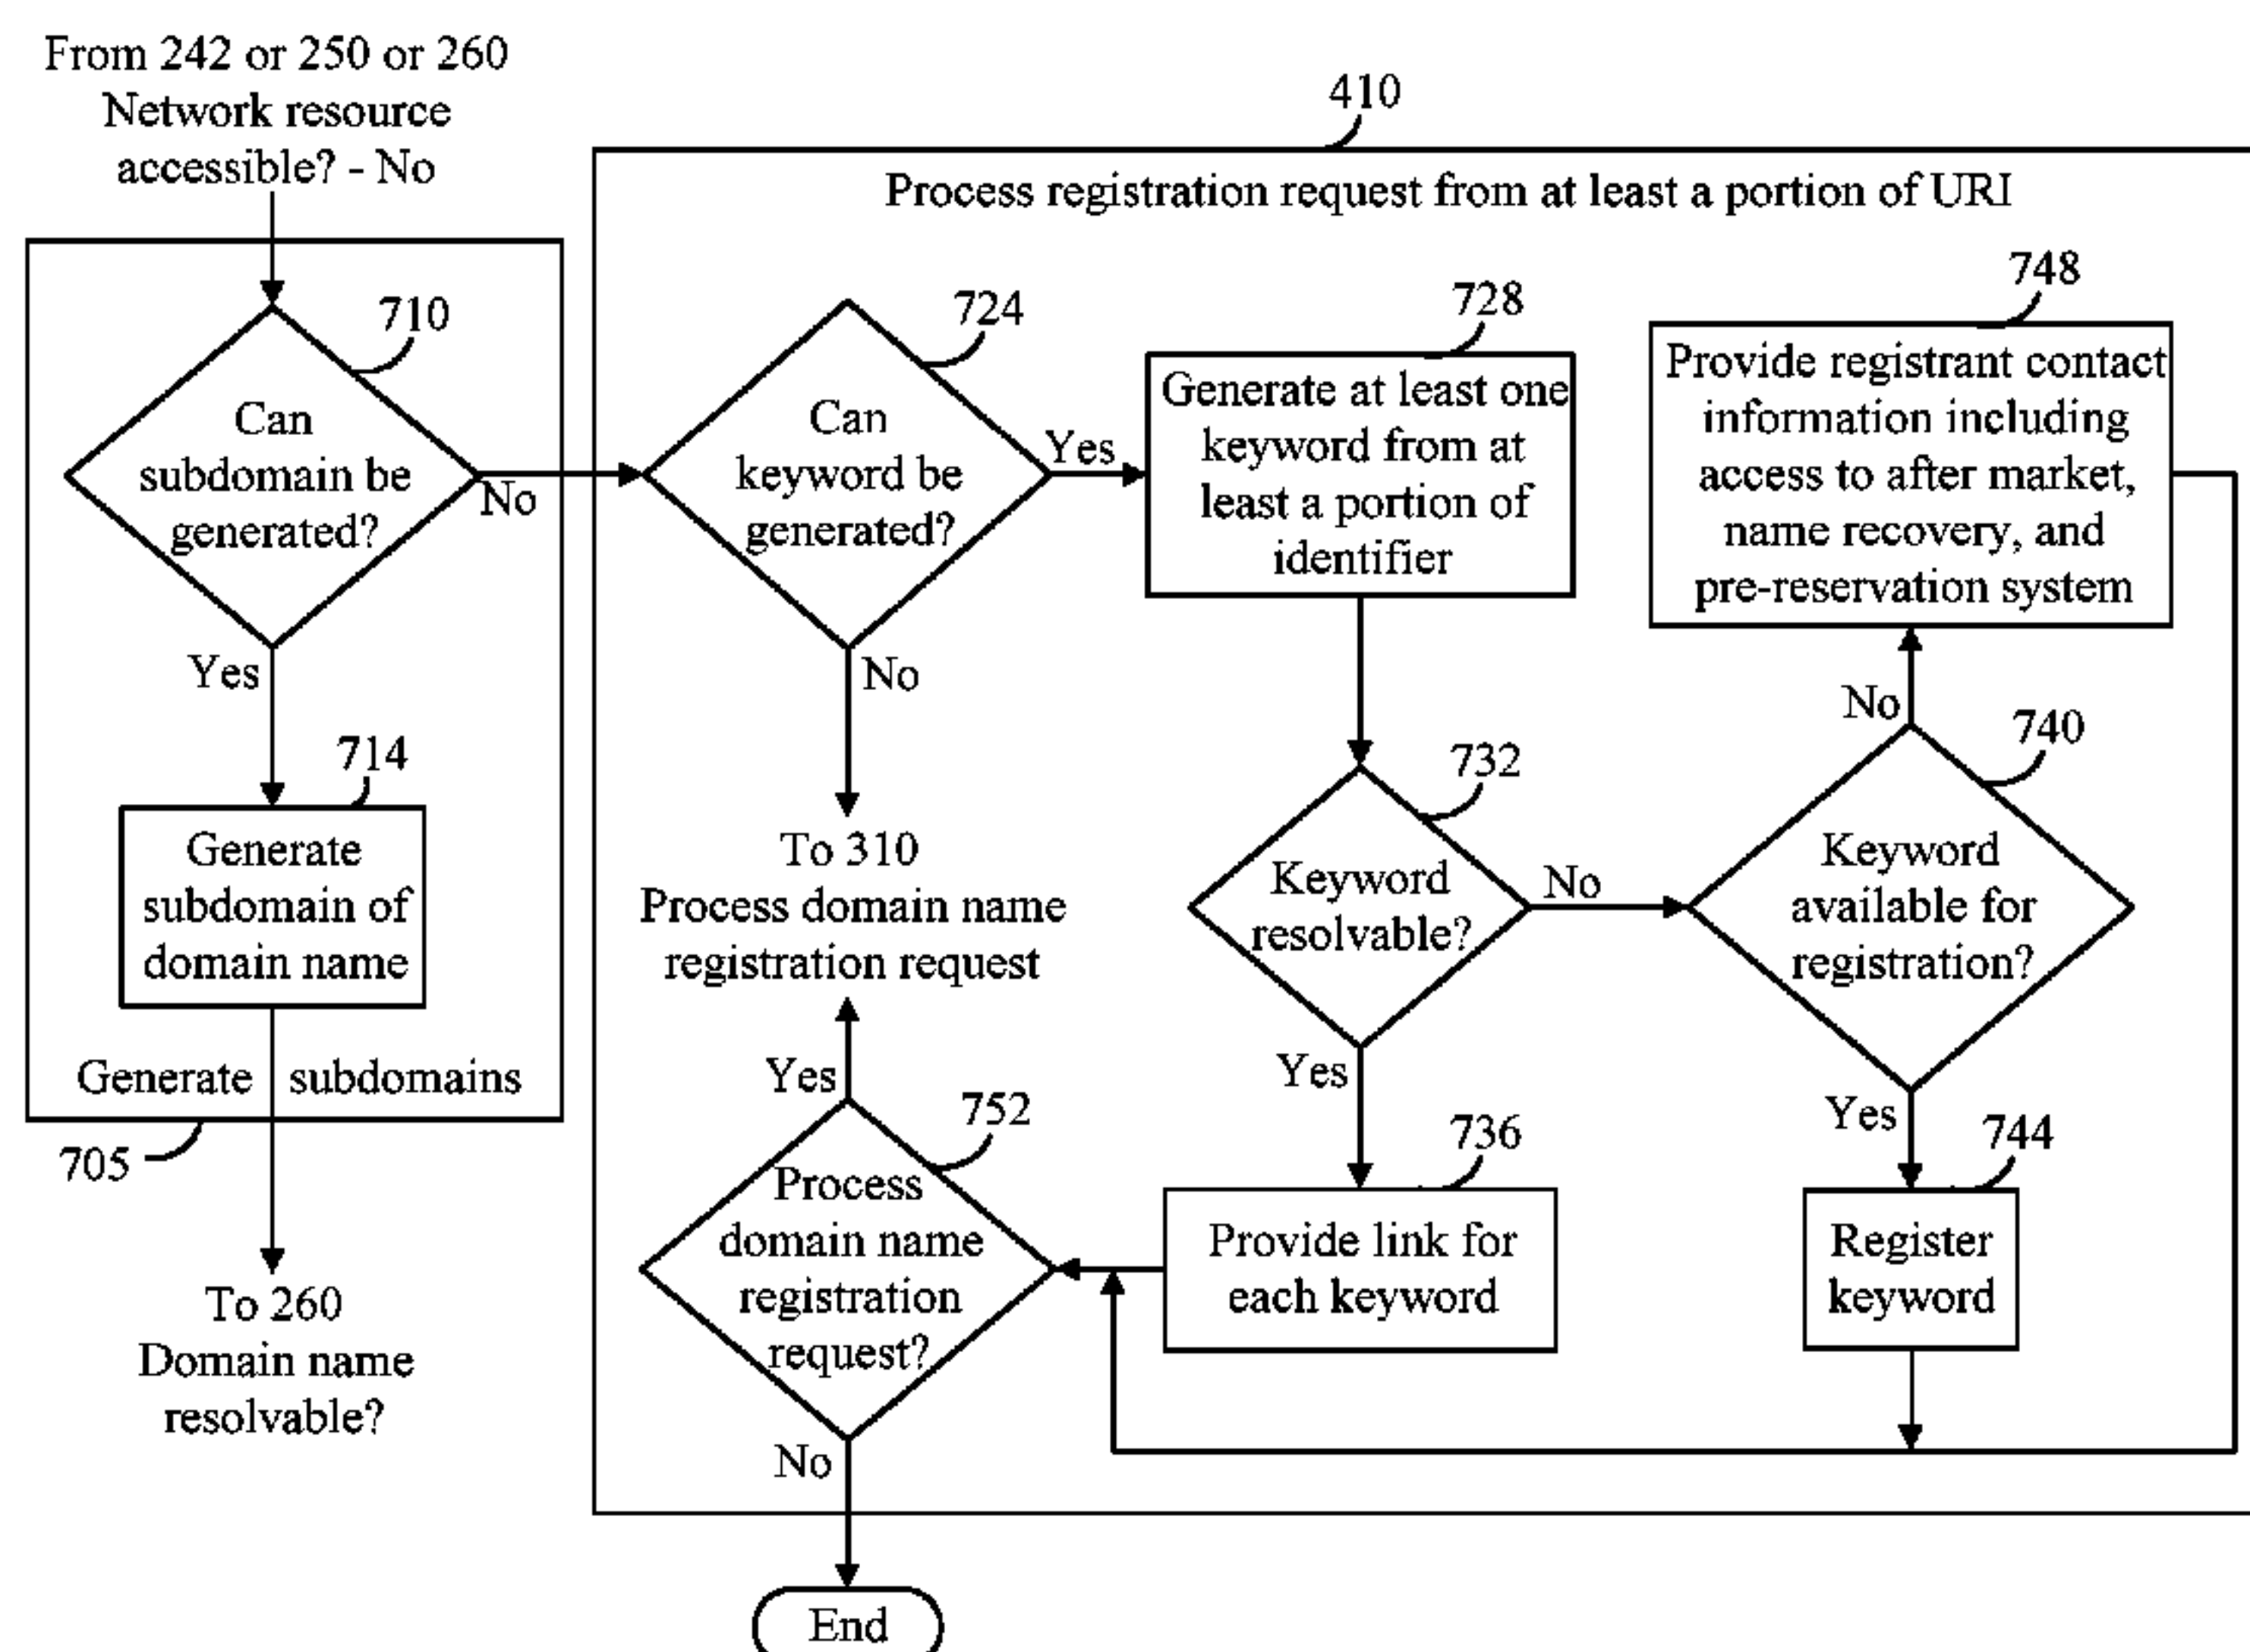 From 242 or 250 or 260
Network resource
accessible? - No
410
Process registration request from at least a portion of URI
710
Can
subdomain be
generated?
No
Yes
714
Generate
subdomain of
domain name
Generate subdomains
705
To 260
Domain name
resolvable?
724
Can
keyword be
generated?
Yes
No
To 310
Process domain name
registration request
728
Generate at least one
keyword from at
least a portion of
identifier
732
Keyword
resolvable?
No
Yes
748
Provide registrant contact
information including
access to after market,
name recovery, and
pre-reservation system
No
740
Keyword
available for
registration?
Yes
744
Register
keyword
736
Provide link for
each keyword
Yes
752
Process
domain name
registration
request?
No
End